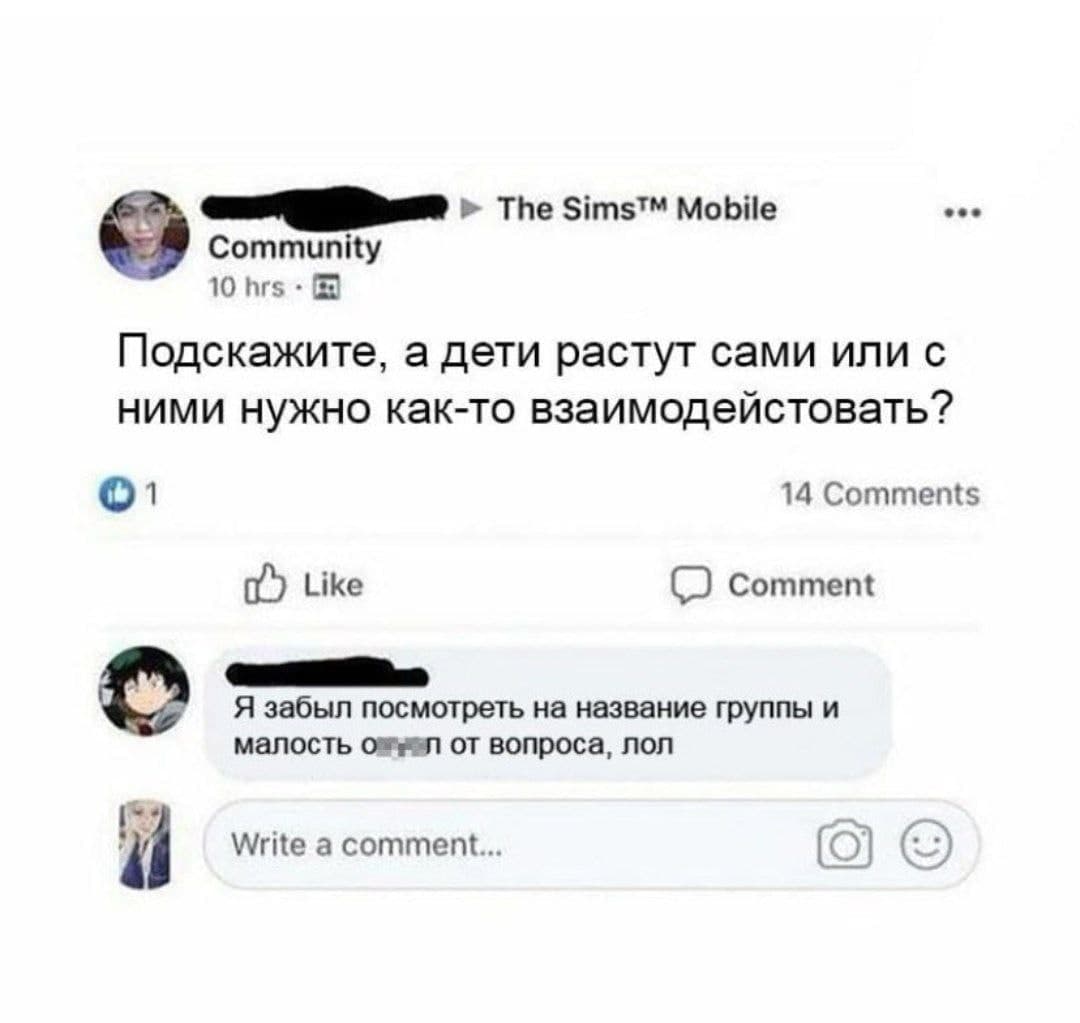 The Sims™ Mobile
Community
10 hrs ·
Подскажите, а дети растут сами или с
ними нужно как-то взаимодейстовать?
1
14 Comments
Like
Comment
Я забыл посмотреть на название группы и
малость от вопроса, лол
Write a comment...